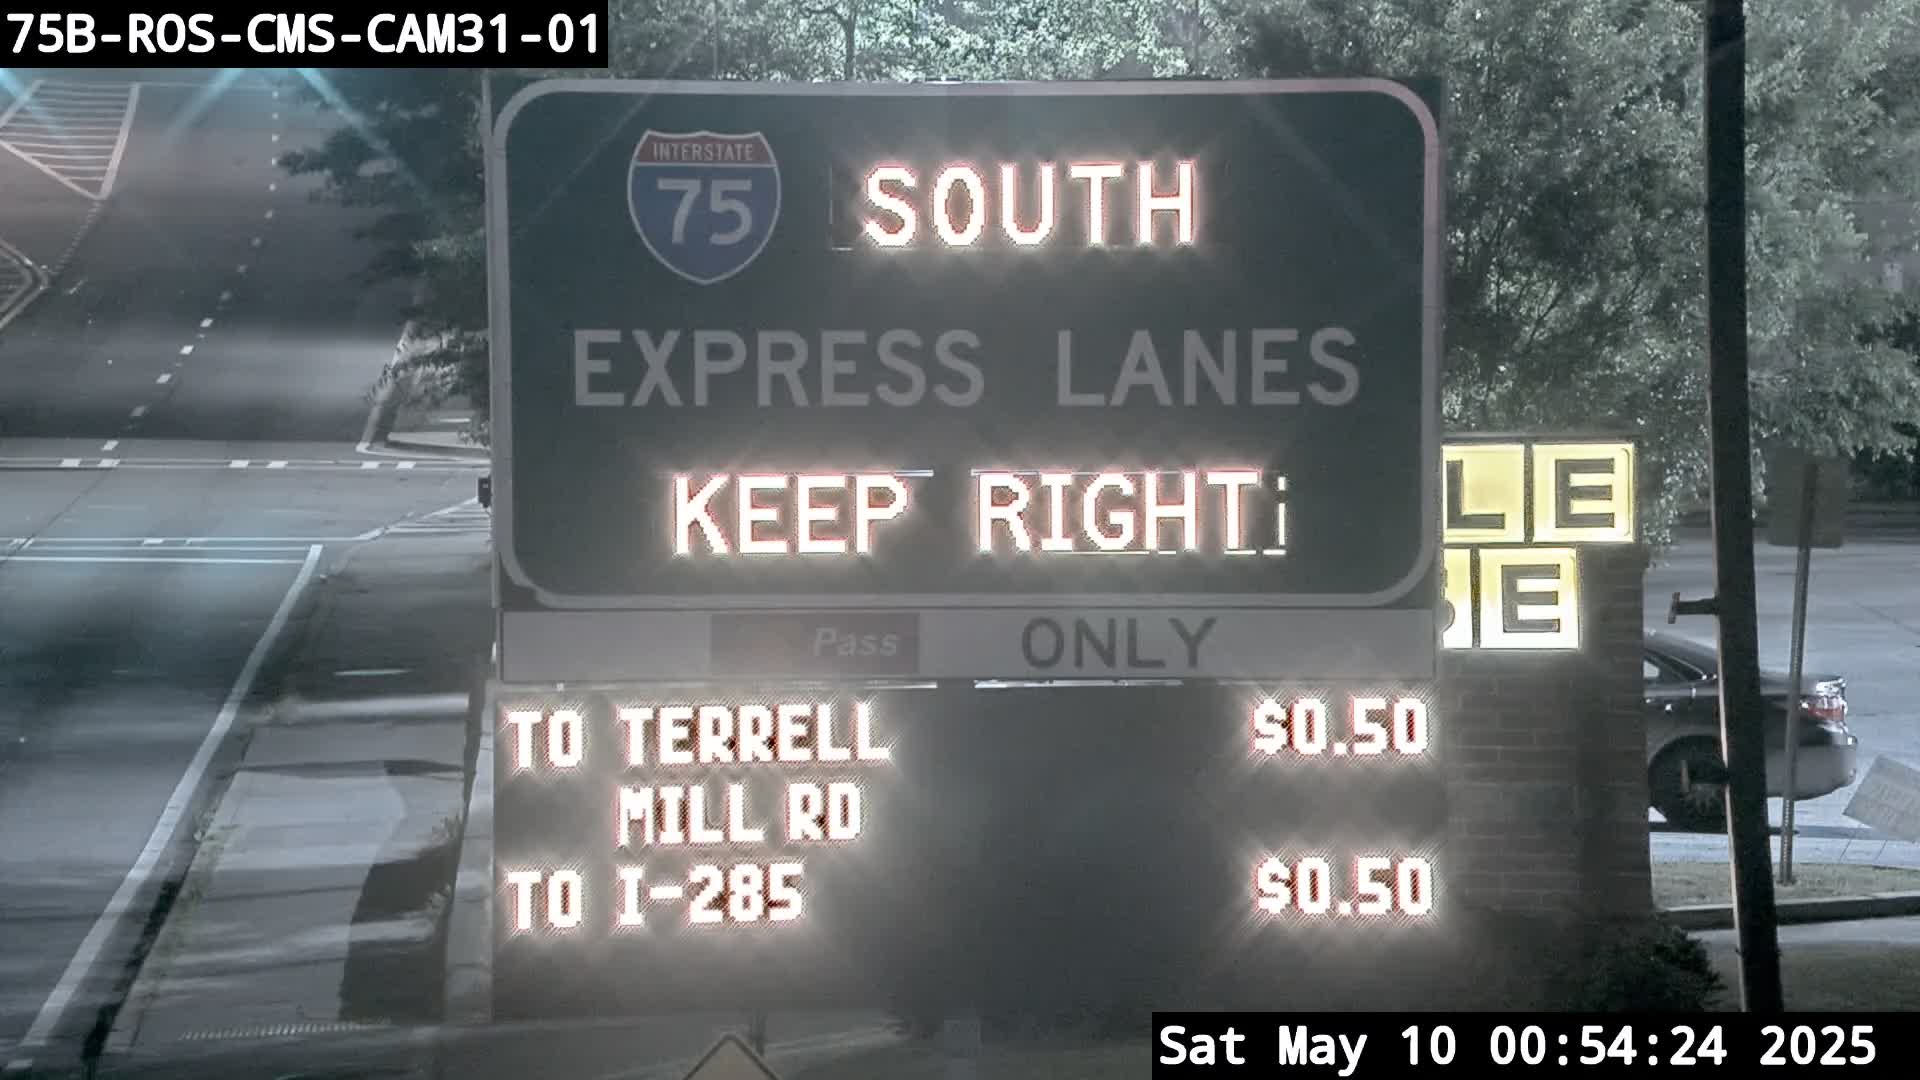 75B-ROS-CMS-CAM31-01
INTERSTATE
75
SOUTH
EXPRESS LANES
KEEP RIGHT
Pass ONLY
TO TERRELL $0.50
MILL RD
TO I-285 $0.50
LE
E
Sat May 10 00:54:24 2025